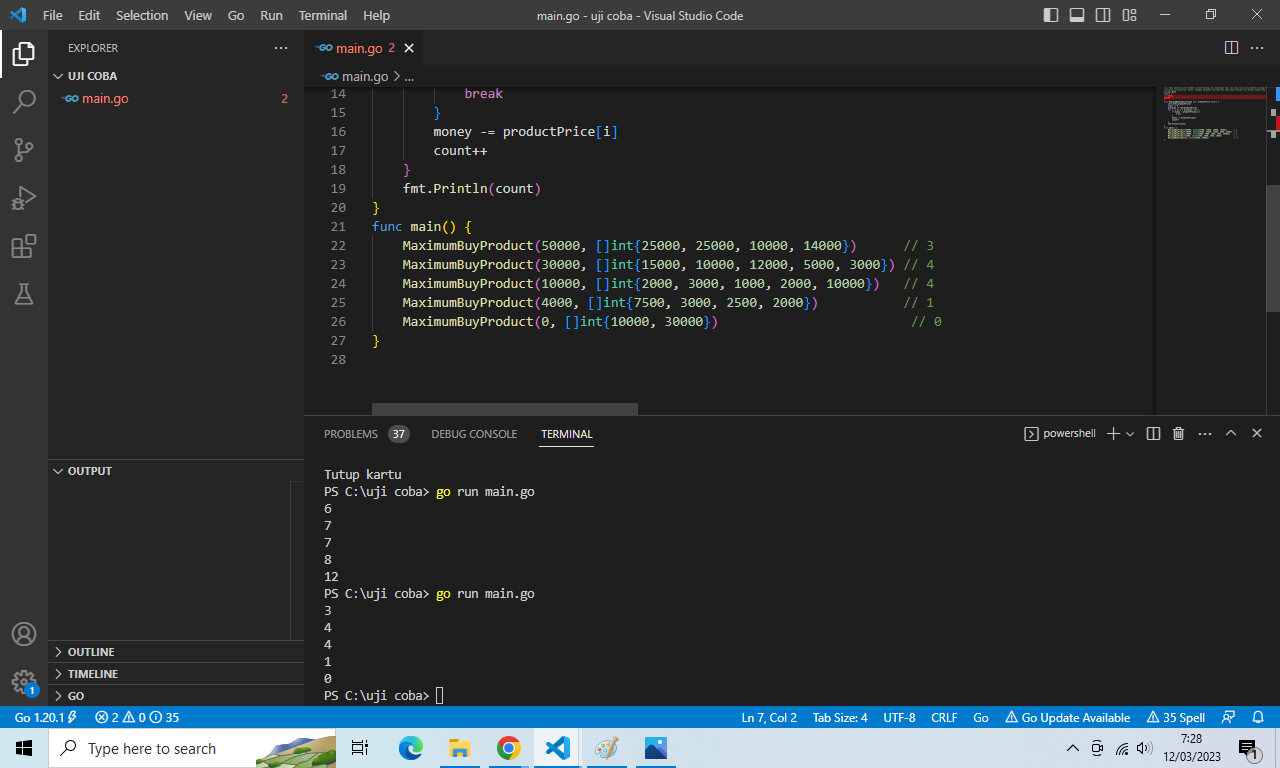 File Edit Selection View Go Run Terminal Help main.go - uji coba - Visual Studio Code
EXPLORER
UJI COBA
GO main.go 2
OUTPUT
OUTLINE
TIMELINE
GO
1
GO main.go 2
GO main.go > ...
14 break
15 }
16 money -= productPrice[i]
17 count++
18 }
19 fmt.Println(count)
20 }
21 func main() {
22 MaximumBuyProduct(50000, []int{25000, 25000, 10000, 14000}) // 3
23 MaximumBuyProduct(30000, []int{15000, 10000, 12000, 5000, 3000}) // 4
24 MaximumBuyProduct(10000, []int{2000, 3000, 1000, 2000, 10000}) // 4
25 MaximumBuyProduct(4000, []int{7500, 3000, 2500, 2000}) // 1
26 MaximumBuyProduct(0, []int{10000, 30000}) // 0
27 }
28
PROBLEMS 37 DEBUG CONSOLE TERMINAL powershell
Tutup kartu
PS C:\uji coba> go run main.go
6
7
7
8
12
PS C:\uji coba> go run main.go
3
4
4
1
0
PS C:\uji coba>
Go 1.20.1 2 0 35 Ln 7, Col 2 Tab Size: 4 UTF-8 CRLF Go Go Update Available 35 Spell
Type here to search
7:28
12/03/2023
1